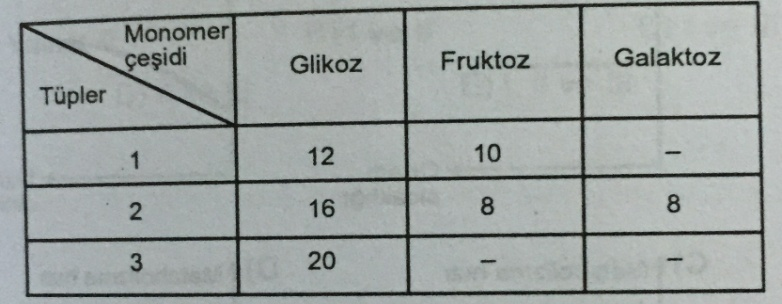 Monomer
çeşidi
Tüpler
Glikoz
Fruktoz
Galaktoz
1 12 10 –
2 16 8 8
3 20 – –